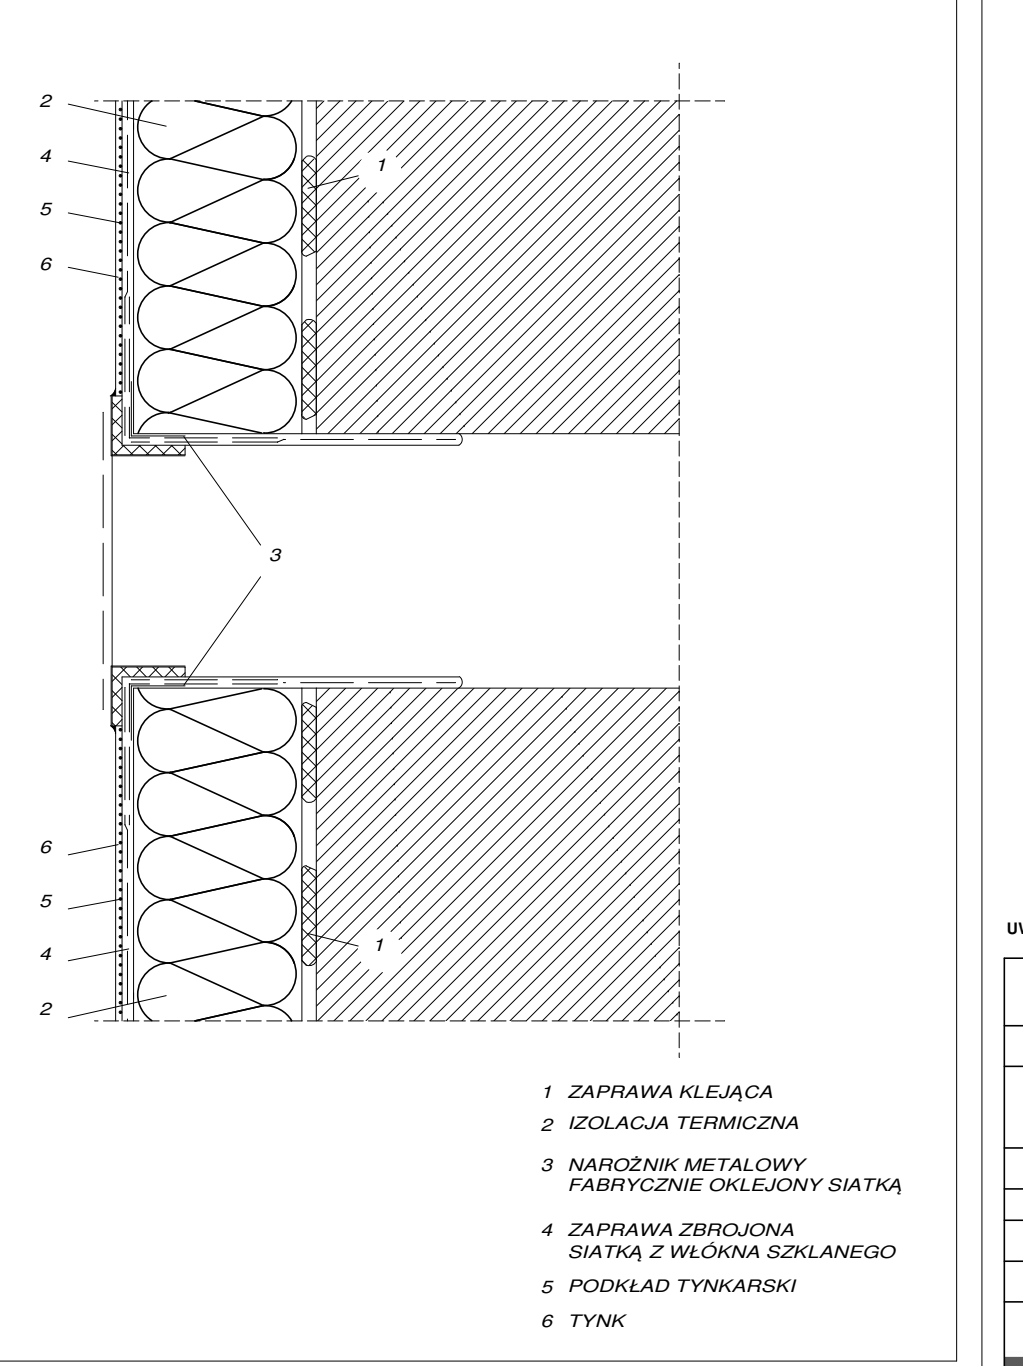 2
4
1
5
6
3
6
5
1
4
2
UW
1 ZAPRAWA KLEJĄCA
2 IZOLACJA TERMICZNA
3 NAROŻNIK METALOWY
FABRYCZNIE OKLEJONY SIATKĄ
4 ZAPRAWA ZBROJONA
SIATKĄ Z WŁÓKNA SZKLANEGO
5 PODKŁAD TYNKARSKI
6 TYNK